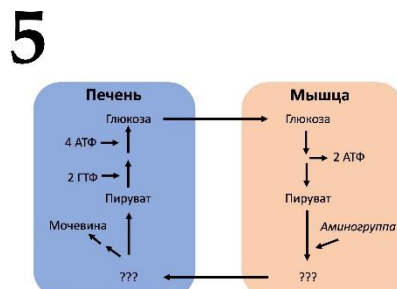 5
Печень
Глюкоза
4 АТФ
2 ГТФ
Пируват
Мочевина
???
Мышца
Глюкоза
2 АТФ
Пируват
Аминогруппа
???